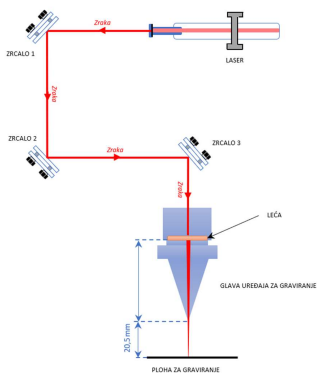 Zraka
ZRCALO 1
LASER
Zraka
ZRCALO 2
Zraka
ZRCALO 3
Zraka
LEĆA
GLAVA UREĐAJA ZA GRAVIRANJE
20,5 mm
PLOHA ZA GRAVIRANJE